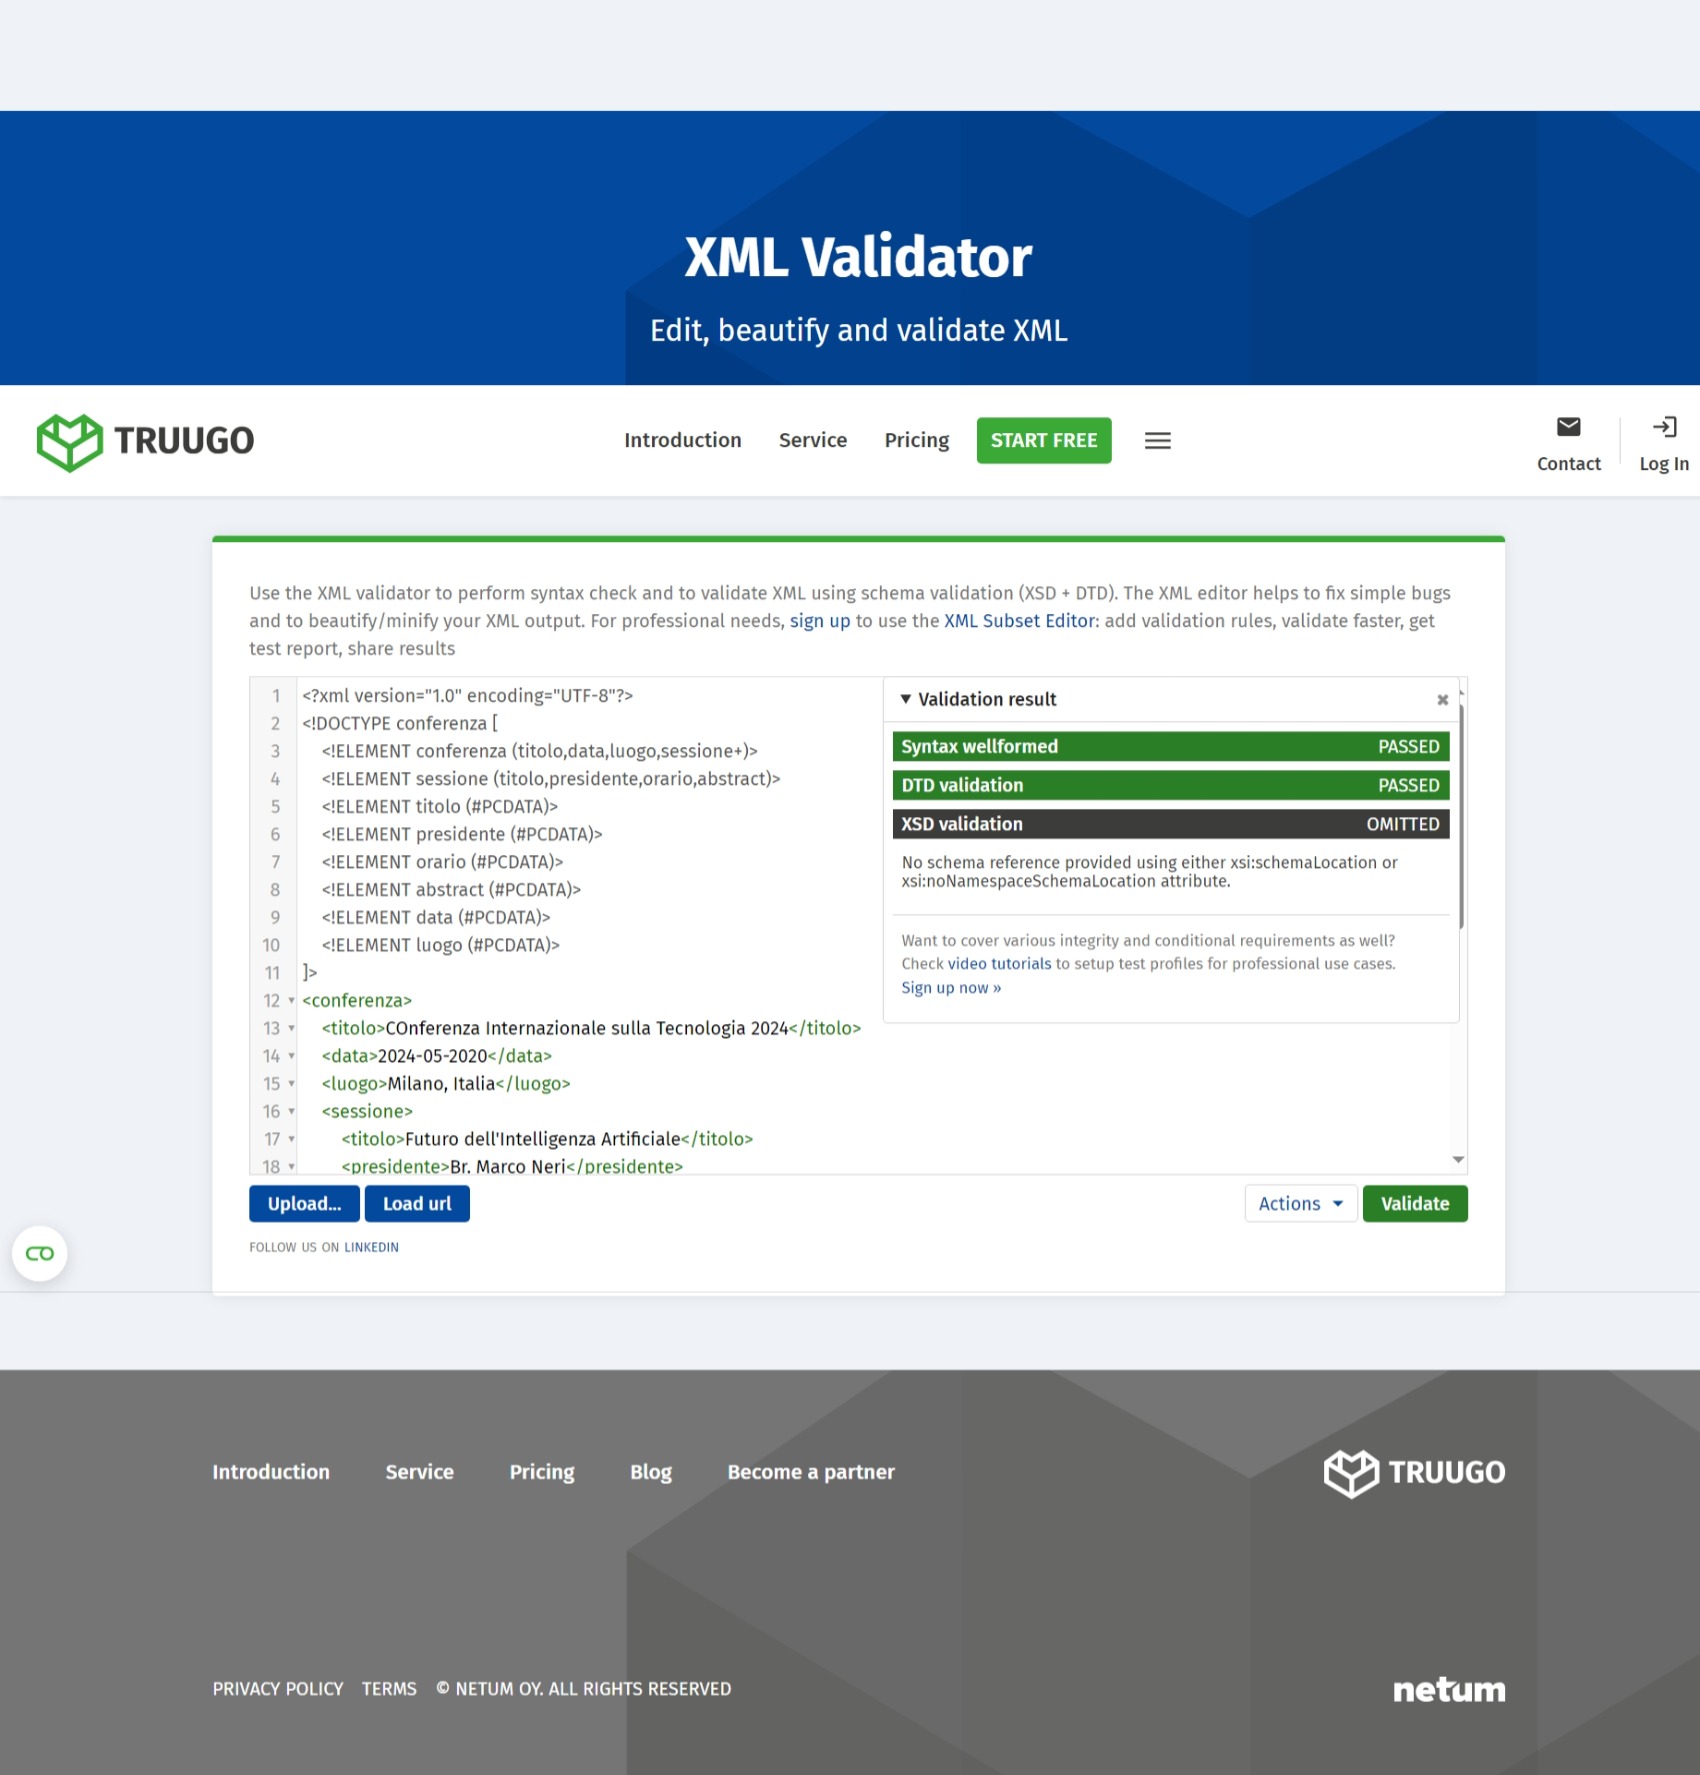 XML Validator
Edit, beautify and validate XML
TRUUGO
Introduction
Service
Pricing
START FREE
Contact
Log In
Use the XML validator to perform syntax check and to validate XML using schema validation (XSD + DTD). The XML editor helps to fix simple bugs
and to beautify/minify your XML output. For professional needs, sign up to use the XML Subset Editor: add validation rules, validate faster, get
test report, share results
1 <?xml version="1.0" encoding="UTF-8"?>
2 <!DOCTYPE conferenza [
3 <!ELEMENT conferenza (titolo,data,luogo,sessione+)>
4 <!ELEMENT sessione (titolo,presidente,orario,abstract)>
5 <!ELEMENT titolo (#PCDATA)>
6 <!ELEMENT presidente (#PCDATA)>
7 <!ELEMENT orario (#PCDATA)>
8 <!ELEMENT abstract (#PCDATA)>
9 <!ELEMENT data (#PCDATA)>
10 <!ELEMENT luogo (#PCDATA)>
11 ]>
12 <conferenza>
13 <titolo>COnferenza Internazionale sulla Tecnologia 2024</titolo>
14 <data>2024-05-2020</data>
15 <luogo>Milano, Italia</luogo>
16 <sessione>
17 <titolo>Futuro dell'Intelligenza Artificiale</titolo>
18 <presidente>Br. Marco Neri</presidente>
Validation result
Syntax wellformed PASSED
DTD validation PASSED
XSD validation OMITTED
No schema reference provided using either xsi:schemaLocation or
xsi:noNamespaceSchemaLocation attribute.
Want to cover various integrity and conditional requirements as well?
Check video tutorials to setup test profiles for professional use cases.
Sign up now »
Upload...
Load url
Actions
Validate
FOLLOW US ON LINKEDIN
Introduction
Service
Pricing
Blog
Become a partner
TRUUGO
PRIVACY POLICY
TERMS
© NETUM OY. ALL RIGHTS RESERVED
netum